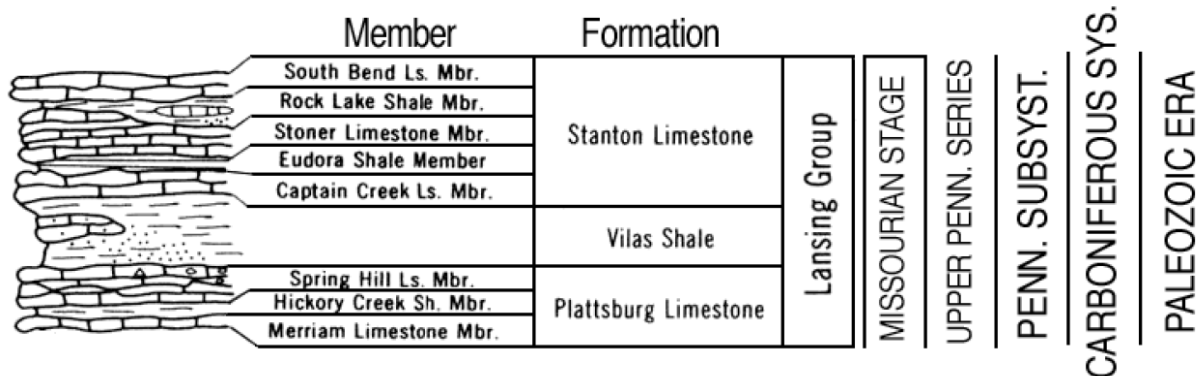 Member Formation
South Bend Ls. Mbr.
Rock Lake Shale Mbr.
Stoner Limestone Mbr.
Eudora Shale Member
Captain Creek Ls. Mbr.
Stanton Limestone
Vilas Shale
Spring Hill Ls. Mbr.
Hickory Creek Sh. Mbr.
Merriam Limestone Mbr.
Plattsburg Limestone
Lansing Group
MISSOURIAN STAGE
UPPER PENN. SERIES
PENN. SUBSYST.
CARBONIFEROUS SYS.
PALEOZOIC ERA